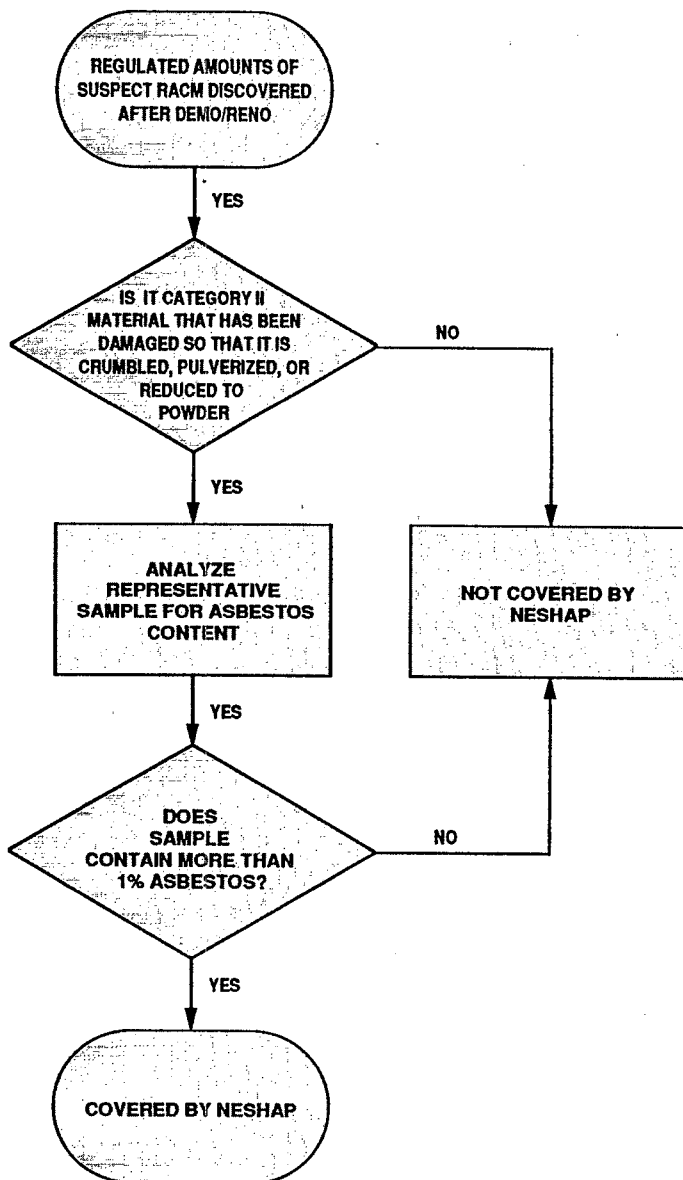 REGULATED AMOUNTS OF
SUSPECT RACM DISCOVERED
AFTER DEMO/RENO
YES
IS IT CATEGORY II
MATERIAL THAT HAS BEEN
DAMAGED SO THAT IT IS
CRUMBLED, PULVERIZED, OR
REDUCED TO
POWDER
NO
YES
ANALYZE
REPRESENTATIVE
SAMPLE FOR ASBESTOS
CONTENT
NOT COVERED BY
NESHAP
YES
DOES
SAMPLE
CONTAIN MORE THAN
1% ASBESTOS?
NO
YES
COVERED BY NESHAP